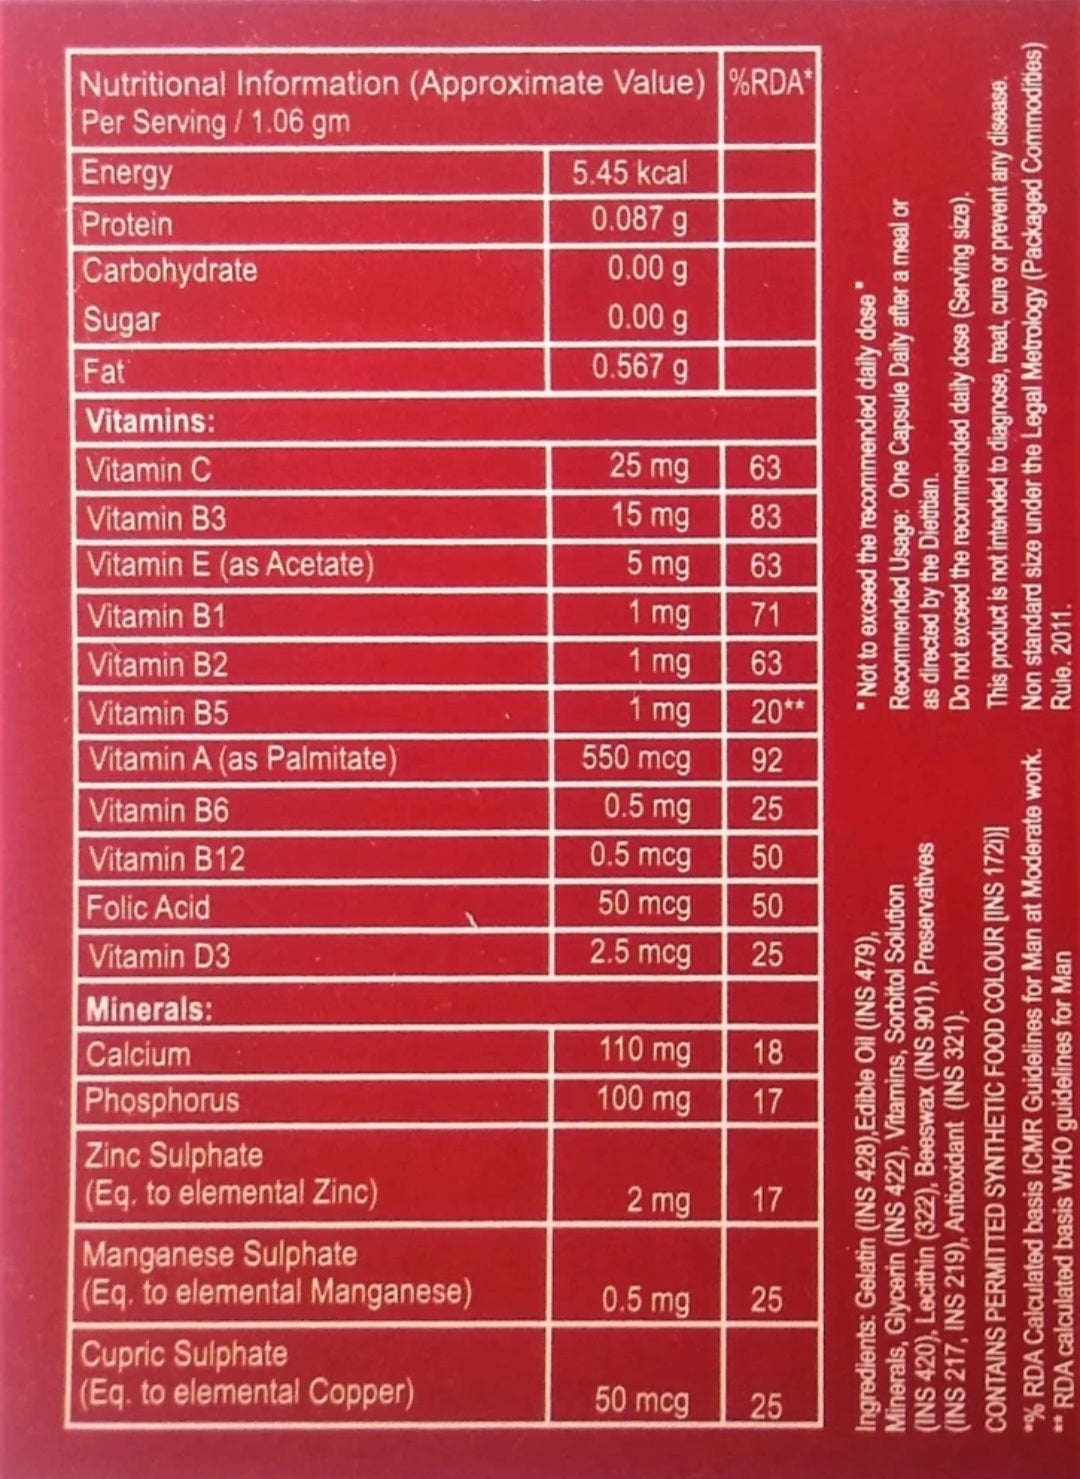 Nutritional Information (Approximate Value) %RDA*
Per Serving / 1.06 gm
Energy 5.45 kcal
Protein 0.087 g
Carbohydrate 0.00 g
Sugar 0.00 g
Fat 0.567 g
Vitamins:
Vitamin C 25 mg 63
Vitamin B3 15 mg 83
Vitamin E (as Acetate) 5 mg 63
Vitamin B1 1 mg 71
Vitamin B2 1 mg 63
Vitamin B5 1 mg 20**
Vitamin A (as Palmitate) 550 mcg 92
Vitamin B6 0.5 mg 25
Vitamin B12 0.5 mcg 50
Folic Acid 50 mcg 50
Vitamin D3 2.5 mcg 25
Minerals:
Calcium 110 mg 18
Phosphorus 100 mg 17
Zinc Sulphate
(Eq. to elemental Zinc) 2 mg 17
Manganese Sulphate
(Eq. to elemental Manganese) 0.5 mg 25
Cupric Sulphate
(Eq. to elemental Copper) 50 mcg 25
Ingredients: Gelatin (INS 428),Edible Oil (INS 479),
Minerals, Glycerin (INS 422), Vitamins, Sorbitol Solution
(INS 420), Lecithin (322), Beeswax (INS 901), Preservatives
(INS 217, INS 219), Antioxidant (INS 321).
CONTAINS PERMITTED SYNTHETIC FOOD COLOUR [INS 172i)]
*% RDA Calculated basis ICMR Guidelines for Man at Moderate work.
** RDA calculated basis WHO guidelines for Man
"Not to exceed the recommended daily dose"
Recommended Usage: One Capsule Daily after a meal or
as directed by the Dietitian.
Do not exceed the recommended daily dose (Serving size).
This product is not intended to diagnose, treat, cure or prevent any disease.
Non standard size under the Legal Metrology (Packaged Commodities)
Rule. 2011.